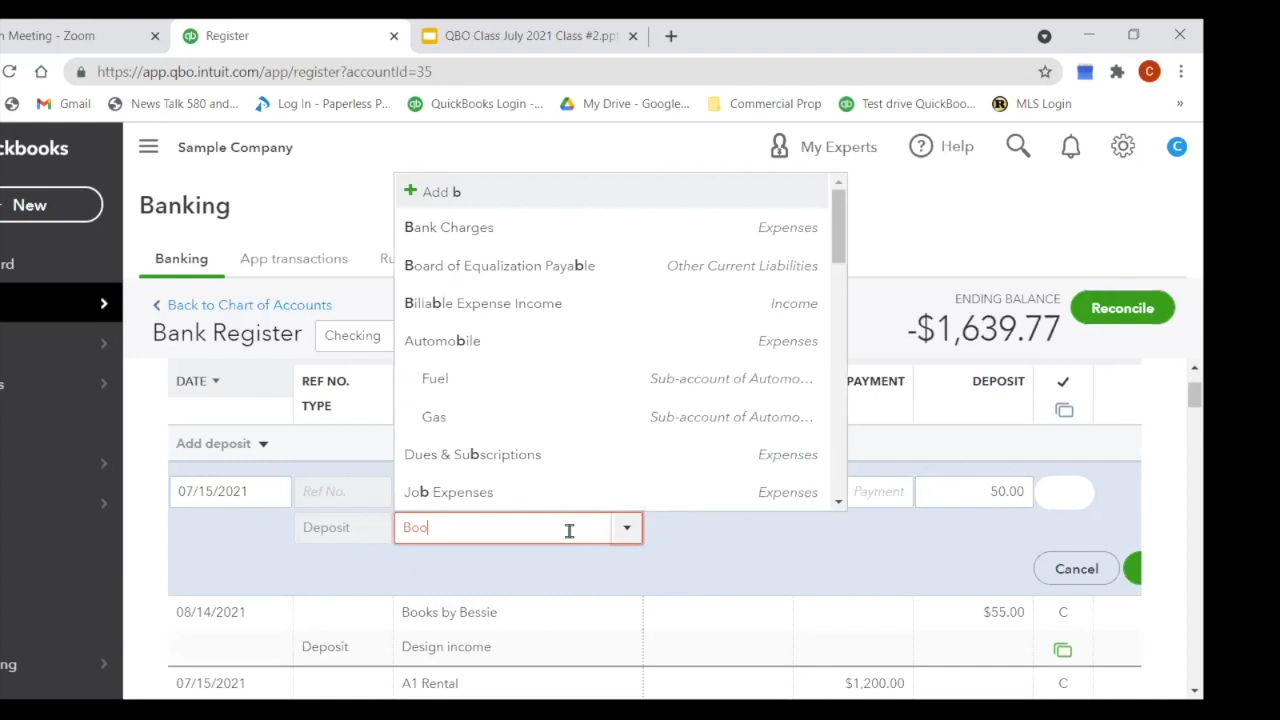 n Meeting - Zoom
Register
QBO Class July 2021 Class #2.ppt
https://app.qbo.intuit.com/app/register?accountId=35
C
Gmail
News Talk 580 and...
Log In - Paperless P...
QuickBooks Login -...
My Drive - Google...
Commercial Prop
Test drive QuickBoo...
MLS Login
»
ckbooks
Sample Company
My Experts
Help
C
New
Banking
Banking
App transactions
Ru
rd
Back to Chart of Accounts
Bank Register
Checking
ENDING BALANCE
-$1,639.77
Reconcile
Add b
Bank Charges Expenses
Board of Equalization Payable Other Current Liabilities
Billable Expense Income Income
Automobile Expenses
Fuel Sub-account of Automo...
Gas Sub-account of Automo...
Dues & Subscriptions Expenses
Job Expenses Expenses
s
DATE
REF NO.
TYPE
PAYMENT
DEPOSIT
✓
Add deposit
07/15/2021
Ref No.
Payment
50.00
Deposit
Boo
Cancel
08/14/2021 Books by Bessie $55.00 C
Deposit Design income
ng
07/15/2021 A1 Rental $1,200.00 C